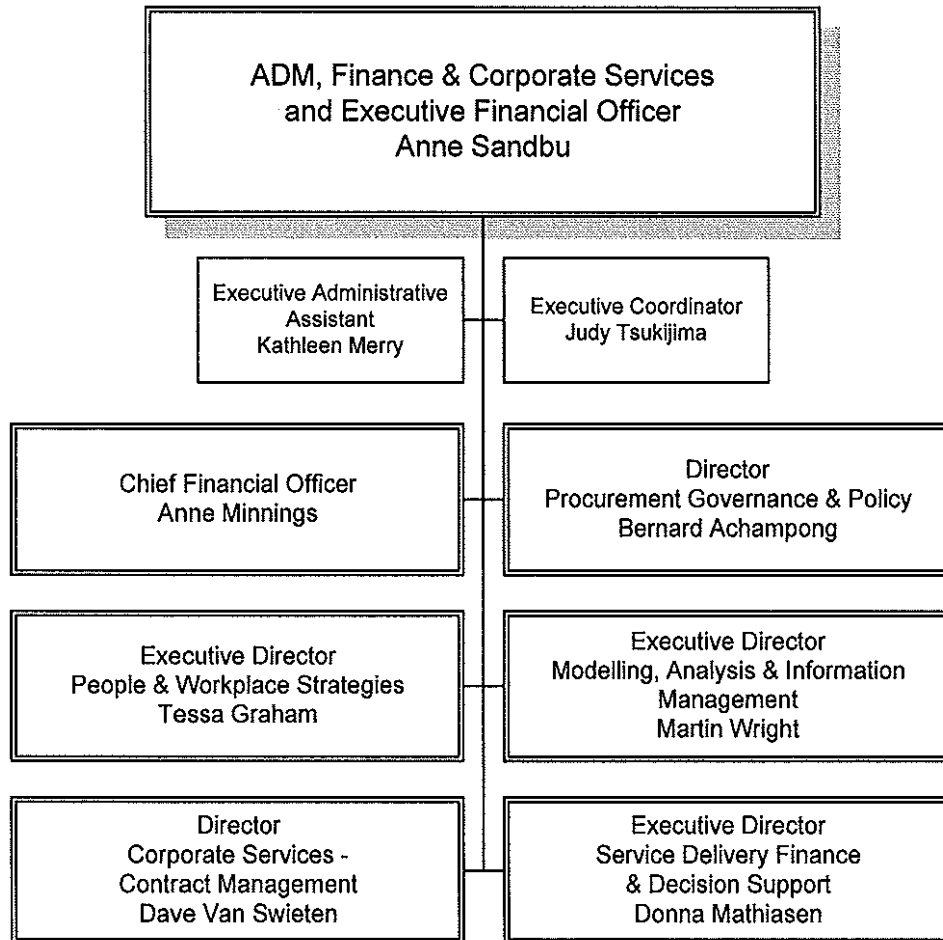 ADM, Finance & Corporate Services
and Executive Financial Officer
Anne Sandbu
Executive Administrative
Assistant
Kathleen Merry
Executive Coordinator
Judy Tsukijima
Chief Financial Officer
Anne Minnings
Director
Procurement Governance & Policy
Bernard Achampong
Executive Director
People & Workplace Strategies
Tessa Graham
Executive Director
Modelling, Analysis & Information
Management
Martin Wright
Director
Corporate Services -
Contract Management
Dave Van Swieten
Executive Director
Service Delivery Finance
& Decision Support
Donna Mathiasen